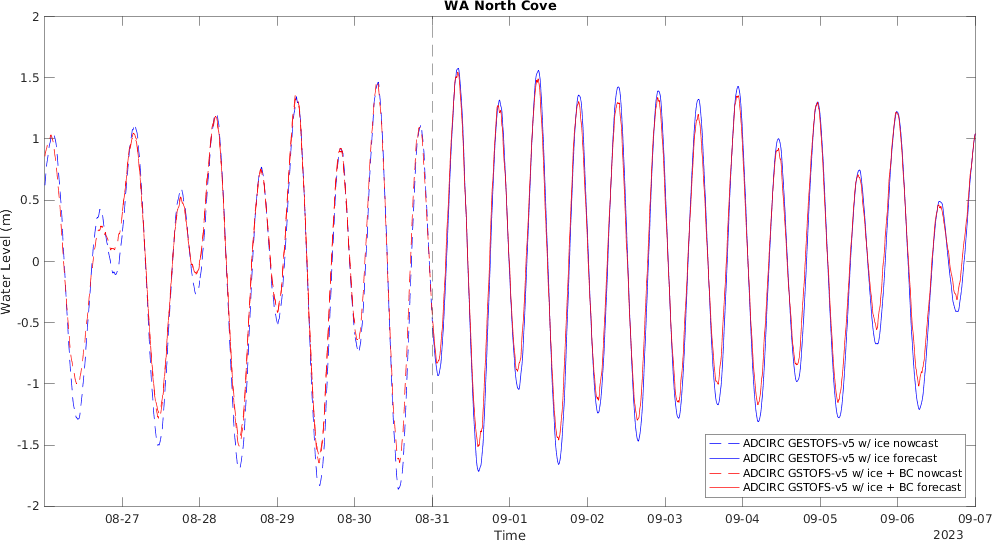 WA North Cove
2
1.5
1
0.5
0
-0.5
-1
-1.5
-2
Water Level (m)
08-27 08-28 08-29 08-30 08-31 09-01 09-02 09-03 09-04 09-05 09-06 09-07
Time
2023
ADCIRC GESTOFS-v5 w/ ice nowcast
ADCIRC GESTOFS-v5 w/ ice forecast
ADCIRC GSTOFS-v5 w/ ice + BC nowcast
ADCIRC GSTOFS-v5 w/ ice + BC forecast